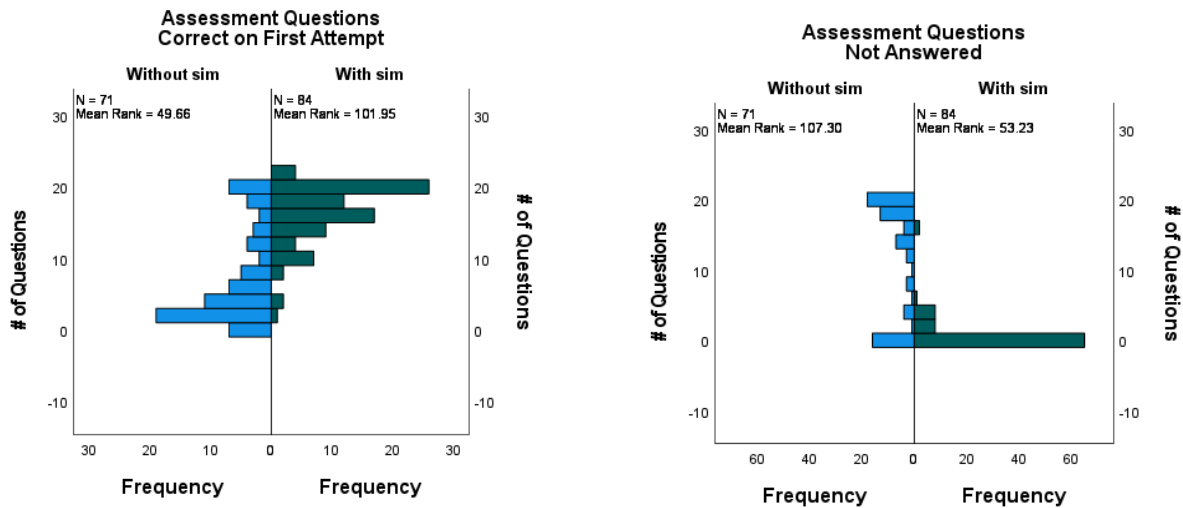 Assessment Questions
Correct on First Attempt
Without sim
With sim
N = 71
Mean Rank = 49.66
N = 84
Mean Rank = 101.95
30
20
10
0
-10
30
20
10
0
-10
# of Questions
# of Questions
30
20
10
0
10
20
30
Frequency
Frequency
Assessment Questions
Not Answered
Without sim
With sim
N = 71
Mean Rank = 107.30
N = 84
Mean Rank = 53.23
30
20
10
0
-10
30
20
10
0
-10
# of Questions
# of Questions
60
40
20
0
20
40
60
Frequency
Frequency